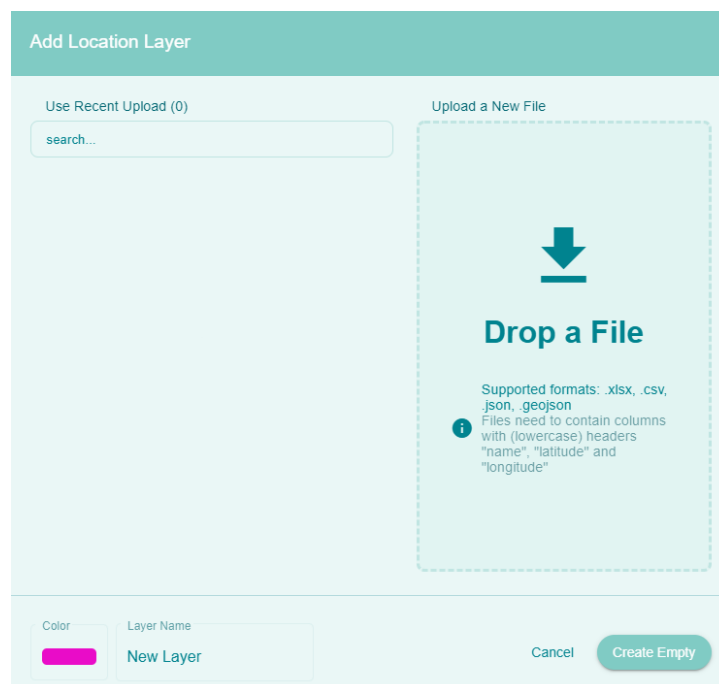 Add Location Layer
Use Recent Upload (0)
search...
Upload a New File
Drop a File
Supported formats: .xlsx, .csv,
.json, .geojson
Files need to contain columns
with (lowercase) headers
"name", "latitude" and
"longitude"
Color
Layer Name
New Layer
Cancel
Create Empty